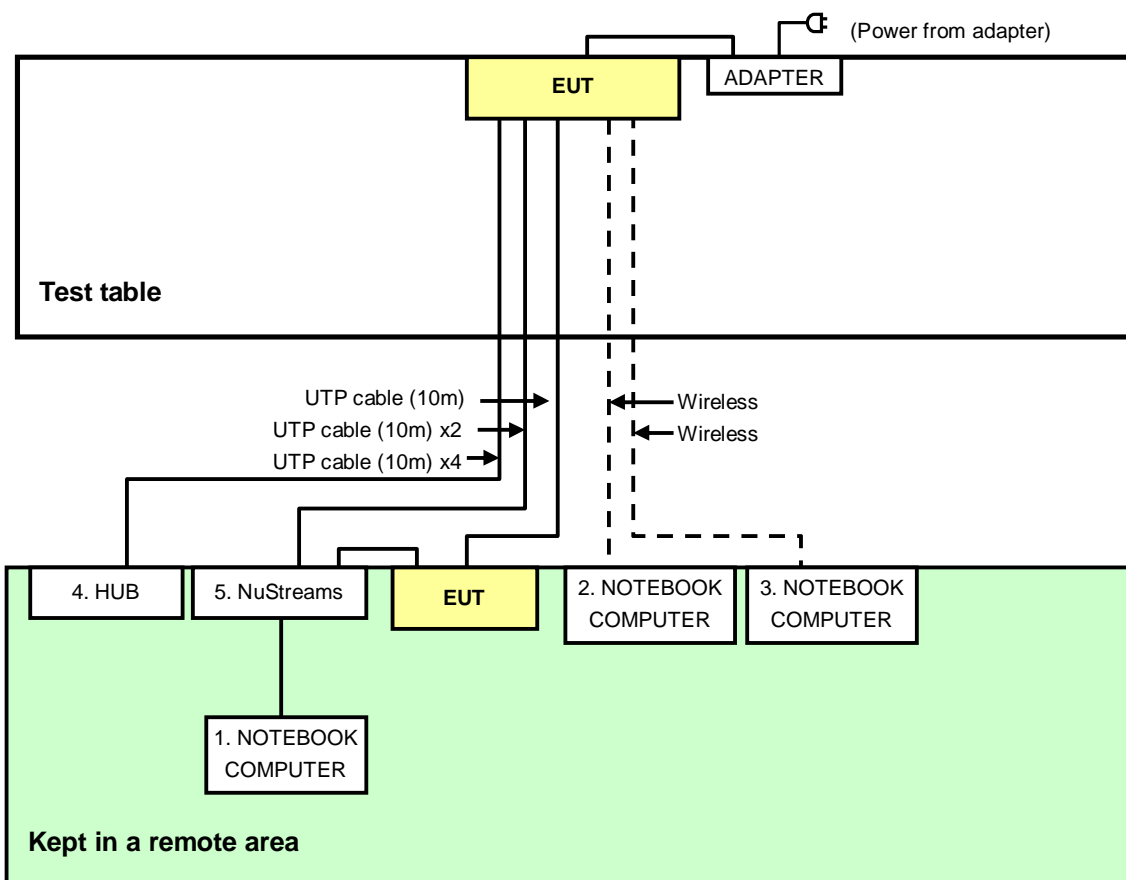 (Power from adapter)
EUT
ADAPTER
Test table
UTP cable (10m)
Wireless
UTP cable (10m) x2
Wireless
UTP cable (10m) x4
4. HUB
5. NuStreams
EUT
2. NOTEBOOK
COMPUTER
3. NOTEBOOK
COMPUTER
1. NOTEBOOK
COMPUTER
Kept in a remote area